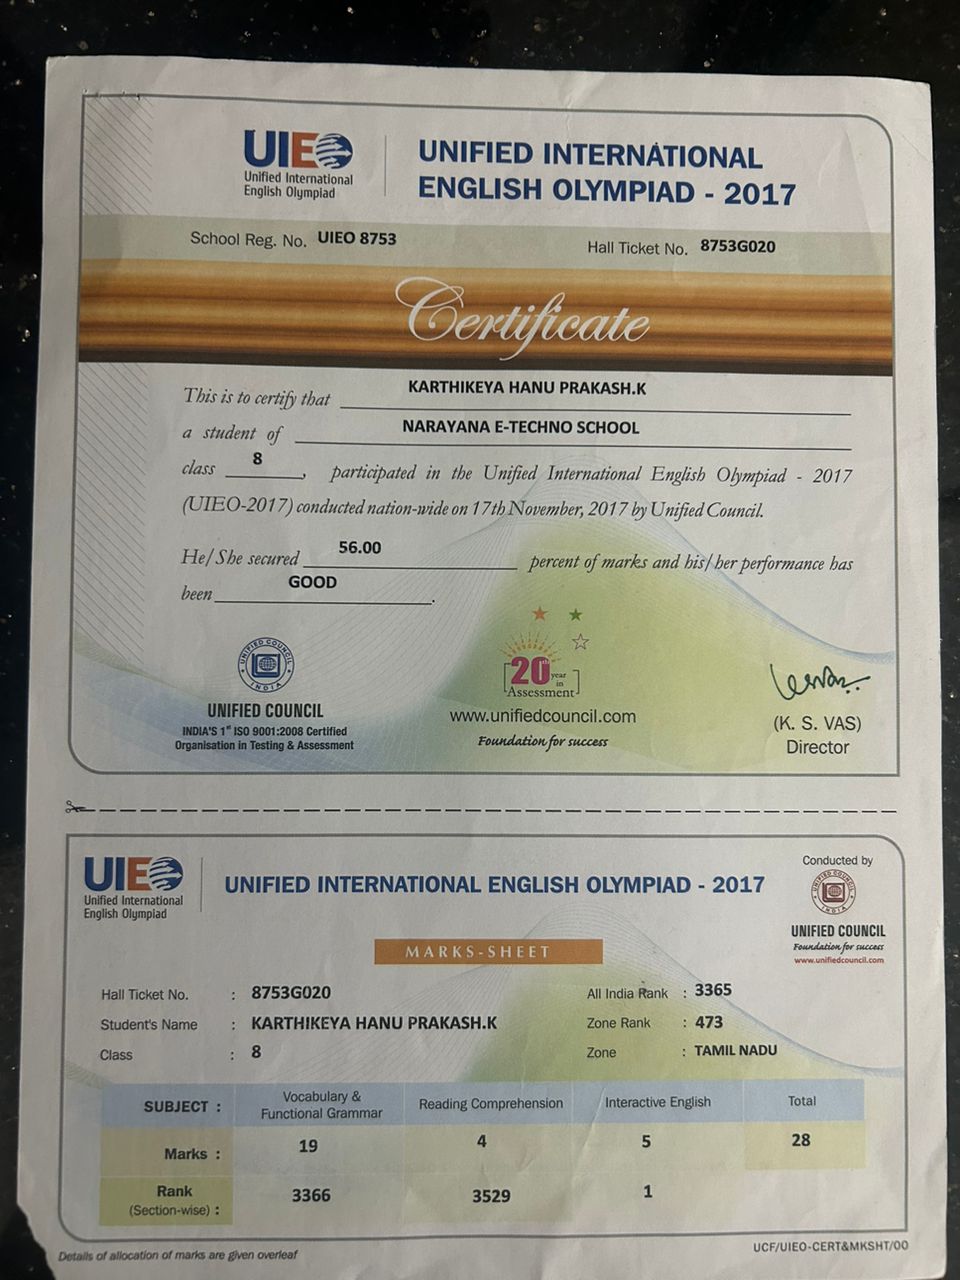 UIEO
Unified International
English Olympiad
UNIFIED INTERNATIONAL
ENGLISH OLYMPIAD - 2017
School Reg. No. UIEO 8753
Hall Ticket No. 8753G020
Certificate
This is to certify that KARTHIKEYA HANU PRAKASH.K
a student of NARAYANA E-TECHNO SCHOOL
class 8, participated in the Unified International English Olympiad - 2017
(UIEO-2017) conducted nation-wide on 17th November, 2017 by Unified Council.
He/She secured 56.00 percent of marks and his/her performance has
been GOOD.
UNIFIED COUNCIL
INDIA
UNIFIED COUNCIL
INDIA'S 1st ISO 9001:2008 Certified
Organisation in Testing & Assessment
20th year in
Assessment
www.unifiedcouncil.com
Foundation for success
(K. S. VAS)
Director
UIEO
Unified International
English Olympiad
UNIFIED INTERNATIONAL ENGLISH OLYMPIAD - 2017
Conducted by
UNIFIED COUNCIL
INDIA
UNIFIED COUNCIL
Foundation for success
www.unifiedcouncil.com
MARKS-SHEET
Hall Ticket No. : 8753G020
All India Rank : 3365
Student's Name : KARTHIKEYA HANU PRAKASH.K
Zone Rank : 473
Class : 8
Zone : TAMIL NADU
SUBJECT : Vocabulary & Functional Grammar Reading Comprehension Interactive English Total
Marks : 19 4 5 28
Rank (Section-wise) : 3366 3529 1
Details of allocation of marks are given overleaf
UCF/UIEO-CERT&MKSHT/00